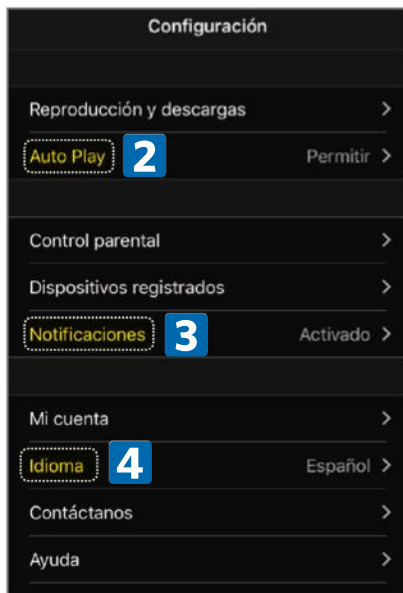 Configuración
Reproducción y descargas
Auto Play 2 Permitir
Control parental
Dispositivos registrados
Notificaciones 3 Activado
Mi cuenta
Idioma 4 Español
Contáctanos
Ayuda